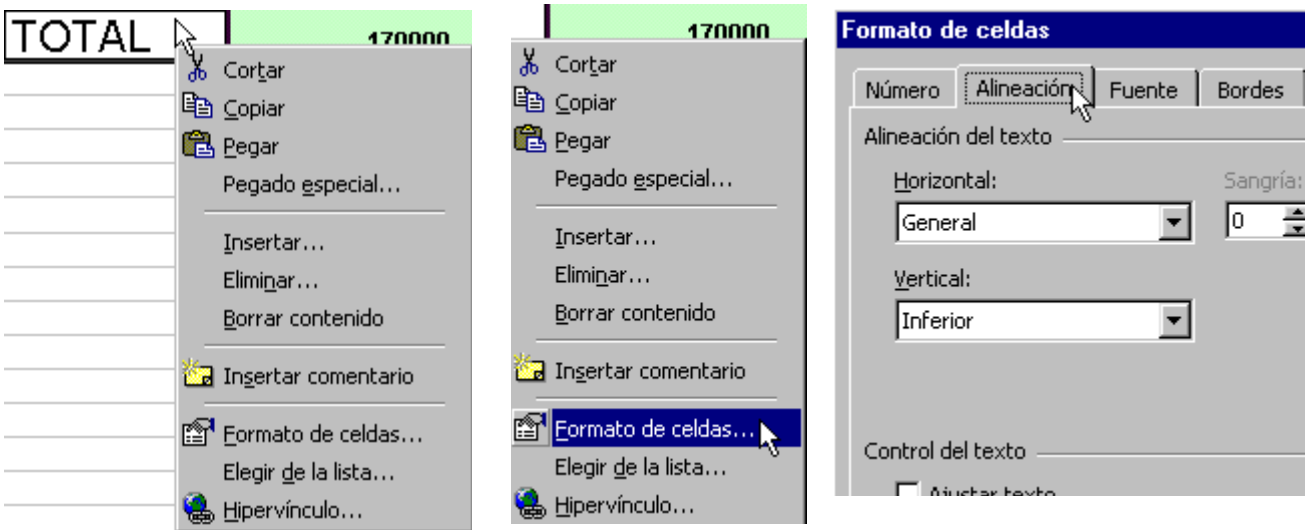 TOTAL
170000
Cortar
Copiar
Pegar
Pegado especial...
Insertar...
Eliminar...
Borrar contenido
Insertar comentario
Formato de celdas...
Elegir de la lista...
Hipervínculo...
170000
Cortar
Copiar
Pegar
Pegado especial...
Insertar...
Eliminar...
Borrar contenido
Insertar comentario
Formato de celdas...
Elegir de la lista...
Hipervínculo...
Formato de celdas
Número Alineación Fuente Bordes
Alineación del texto
Horizontal: Sangría:
General 0
Vertical:
Inferior
Control del texto
Ajustar texto